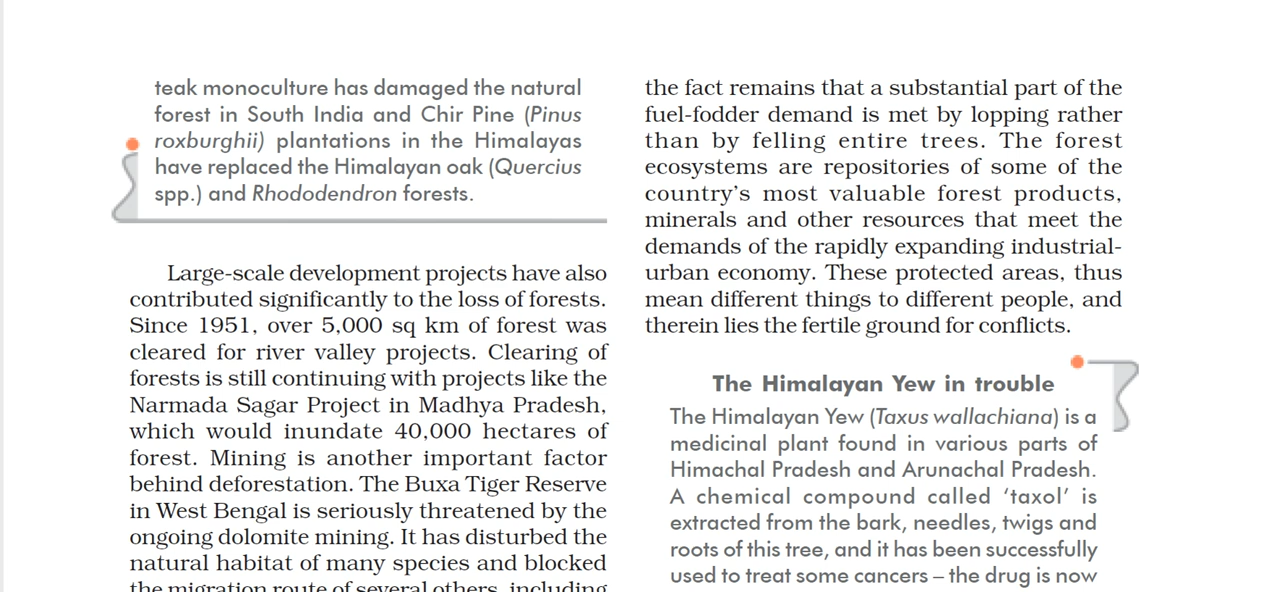 teak monoculture has damaged the natural
forest in South India and Chir Pine (Pinus
roxburghii) plantations in the Himalayas
have replaced the Himalayan oak (Quercius
spp.) and Rhododendron forests.
Large-scale development projects have also
contributed significantly to the loss of forests.
Since 1951, over 5,000 sq km of forest was
cleared for river valley projects. Clearing of
forests is still continuing with projects like the
Narmada Sagar Project in Madhya Pradesh,
which would inundate 40,000 hectares of
forest. Mining is another important factor
behind deforestation. The Buxa Tiger Reserve
in West Bengal is seriously threatened by the
ongoing dolomite mining. It has disturbed the
natural habitat of many species and blocked
the migration route of several others, including
the fact remains that a substantial part of the
fuel-fodder demand is met by lopping rather
than by felling entire trees. The forest
ecosystems are repositories of some of the
country's most valuable forest products,
minerals and other resources that meet the
demands of the rapidly expanding industrial-
urban economy. These protected areas, thus
mean different things to different people, and
therein lies the fertile ground for conflicts.
The Himalayan Yew in trouble
The Himalayan Yew (Taxus wallachiana) is a
medicinal plant found in various parts of
Himachal Pradesh and Arunachal Pradesh.
A chemical compound called ‘taxol’ is
extracted from the bark, needles, twigs and
roots of this tree, and it has been successfully
used to treat some cancers – the drug is now